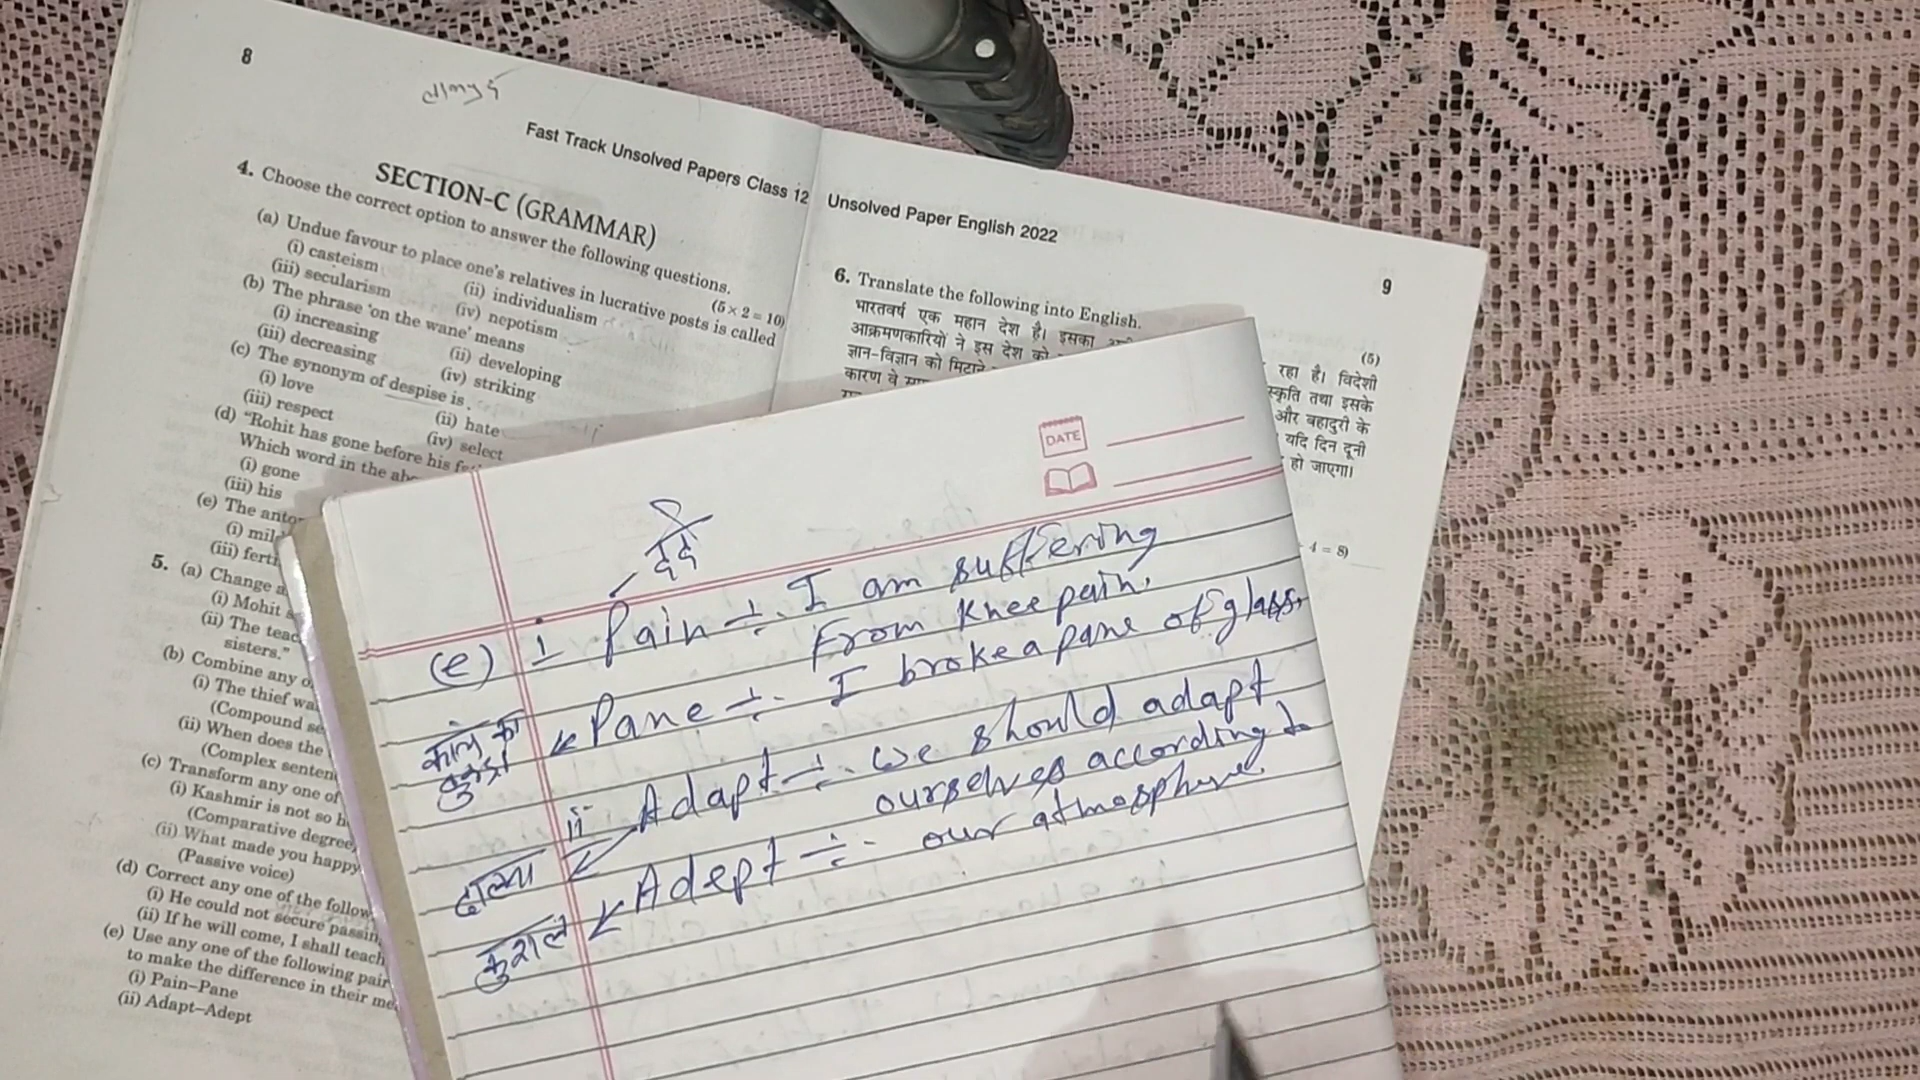 8
Fast Track Unsolved Papers Class 12
SECTION-C (GRAMMAR)
4. Choose the correct option to answer the following questions.
(5 × 2 = 10)
(a) Undue favour to place one's relatives in lucrative posts is called
(i) casteism
(ii) individualism
(iii) secularism
(iv) nepotism
(b) The phrase 'on the wane' means
(i) increasing
(ii) developing
(iii) decreasing
(iv) striking
(c) The synonym of despise is
(i) love
(ii) hate
(iii) respect
(iv) select
(d) "Rohit has gone before his
Which word in the
(i) gone
(iii) his
(e) The
(i)
(iii)
5. (a) Change
(i) Mohit
(ii) The
sisters."
(b) Combine any
(i) The thief
(Compound
(ii) When does the
(Complex
(c) Transform any one of
(i) Kashmir is not so
(Comparative degree)
(ii) What made you happy
(Passive voice)
(d) Correct any one of the
(i) He could not secure
(ii) If he will come, I shall teach
(e) Use any one of the following
to make the difference in their
(i) Pain–Pane
(ii) Adapt–Adept
Unsolved Paper English 2022
9
6. Translate the following into English.
(5)
भारतवर्ष एक महान देश है। इसका
रहा है। विदेशी
आक्रमणकारियों ने इस देश को
तथा इसके
ज्ञान-विज्ञान को मिटाने
और बहादुरी के
कारण वे
यदि दिन दूनी
हो जाएगा।
4 = 8)
DATE
दर्द
(e) i Pain ÷ I am suffering
From Knee pain.
काँच का टुकड़ा Pane ÷ I broke a pane of glass.
ढालना ii Adapt ÷ we should adapt
ourselves according to
कुशल Adept ÷ our atmosphere.